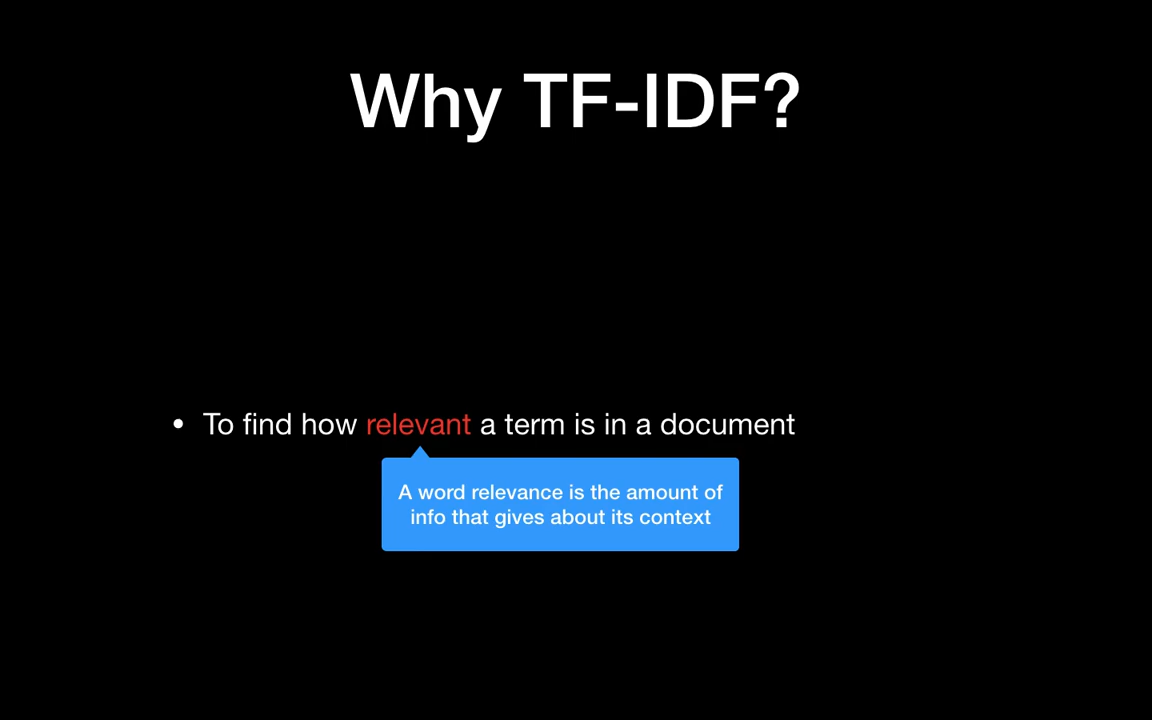 Why TF-IDF?
• To find how relevant a term is in a document
A word relevance is the amount of
info that gives about its context